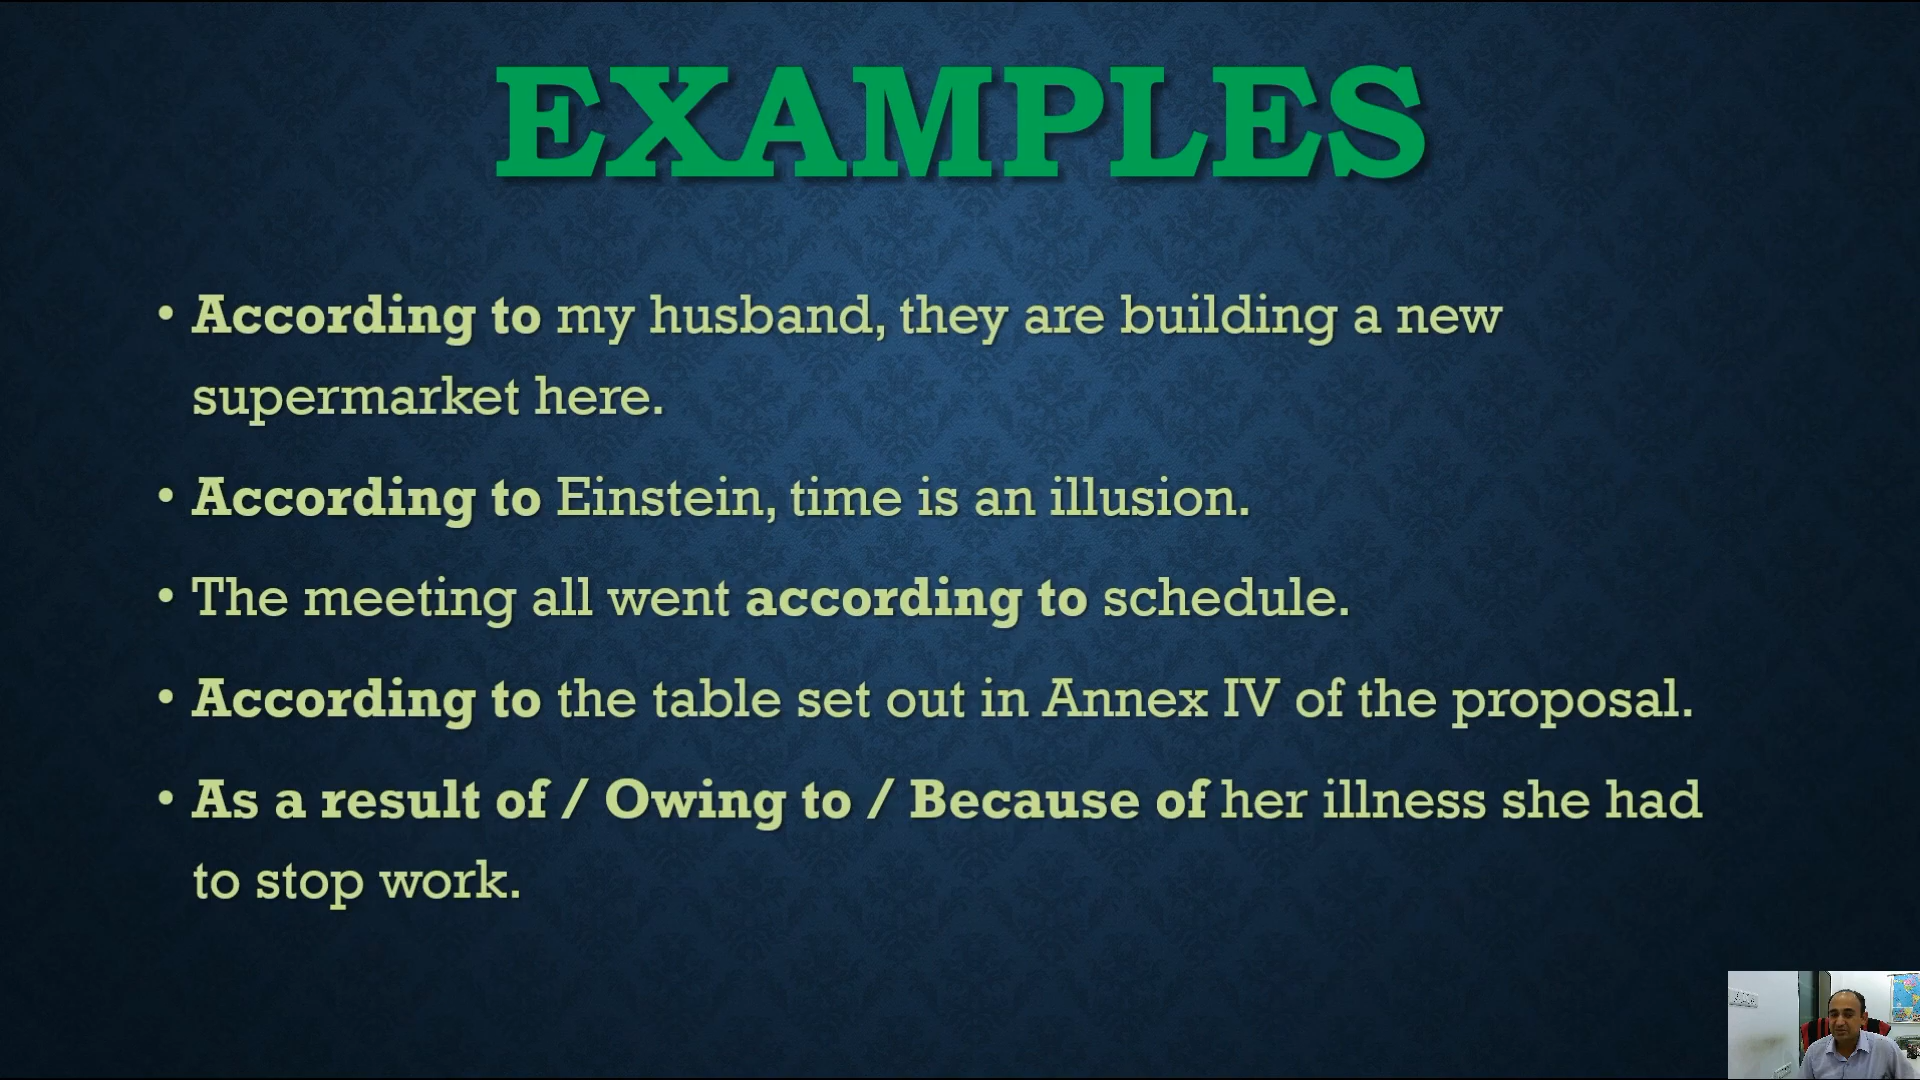 EXAMPLES
• According to my husband, they are building a new
supermarket here.
• According to Einstein, time is an illusion.
• The meeting all went according to schedule.
• According to the table set out in Annex IV of the proposal.
• As a result of / Owing to / Because of her illness she had
to stop work.